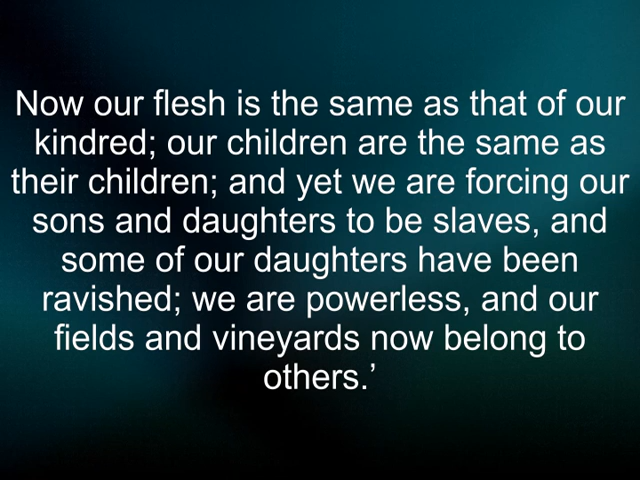 Now our flesh is the same as that of our
kindred; our children are the same as
their children; and yet we are forcing our
sons and daughters to be slaves, and
some of our daughters have been
ravished; we are powerless, and our
fields and vineyards now belong to
others.’